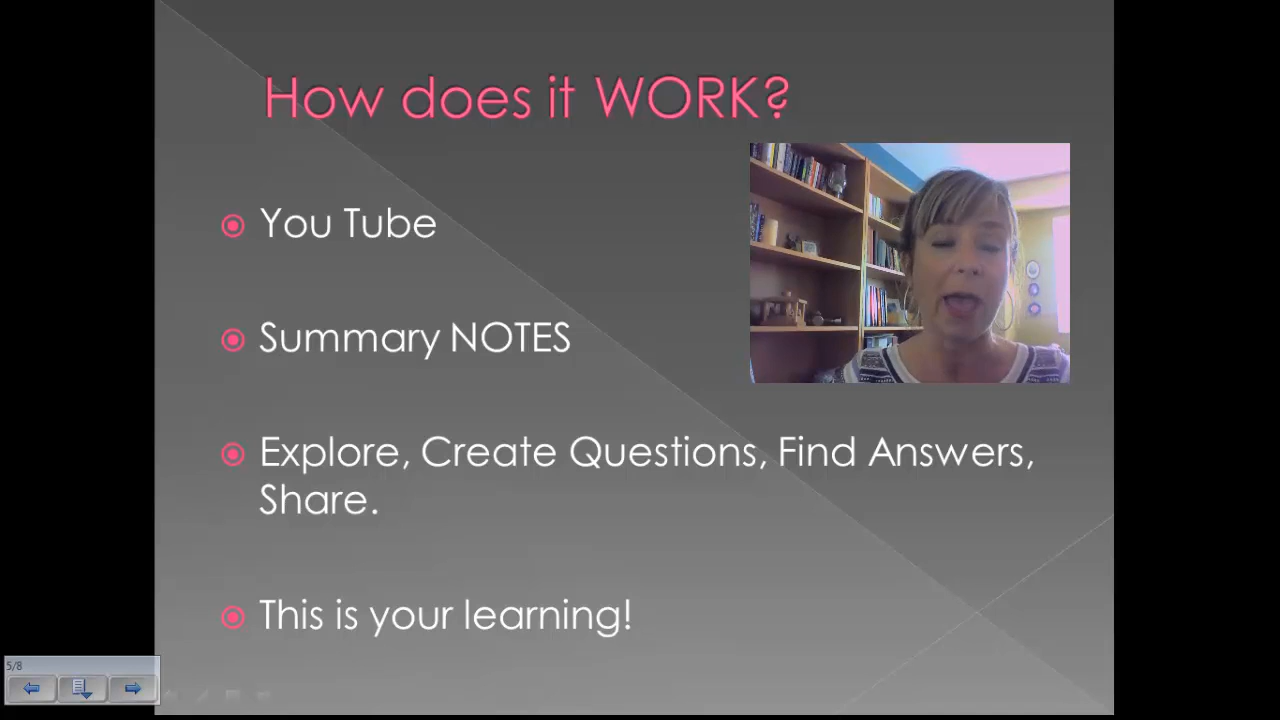 How does it WORK?
You Tube
Summary NOTES
Explore, Create Questions, Find Answers,
Share.
This is your learning!
5/8